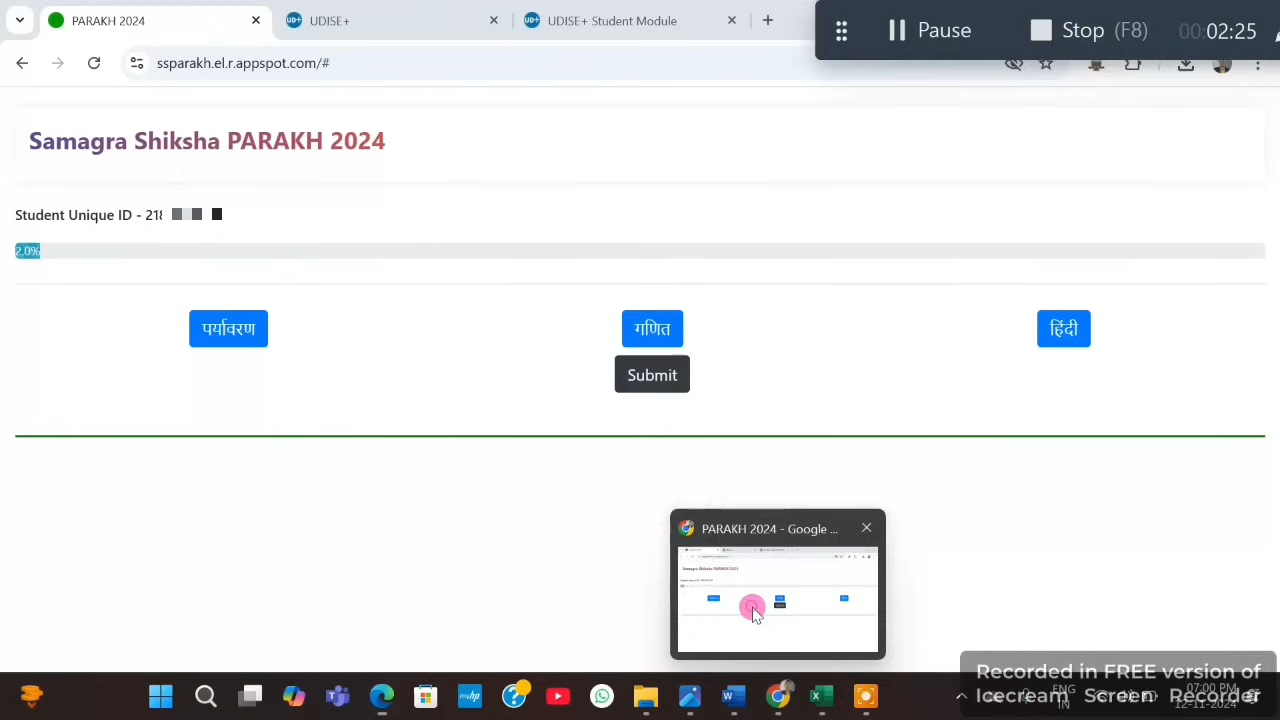 PARAKH 2024
UDISE+
UDISE+ Student Module
Pause
Stop (F8)
00:02:25
ssparakh.el.r.appspot.com/#
Samagra Shiksha PARAKH 2024
Student Unique ID - 218
2.0%
पर्यावरण
गणित
हिंदी
Submit
PARAKH 2024 - Google ...
Recorded in FREE version of
Icecream Screen Recorder
ENG
IN
07:00 PM
12-11-2024